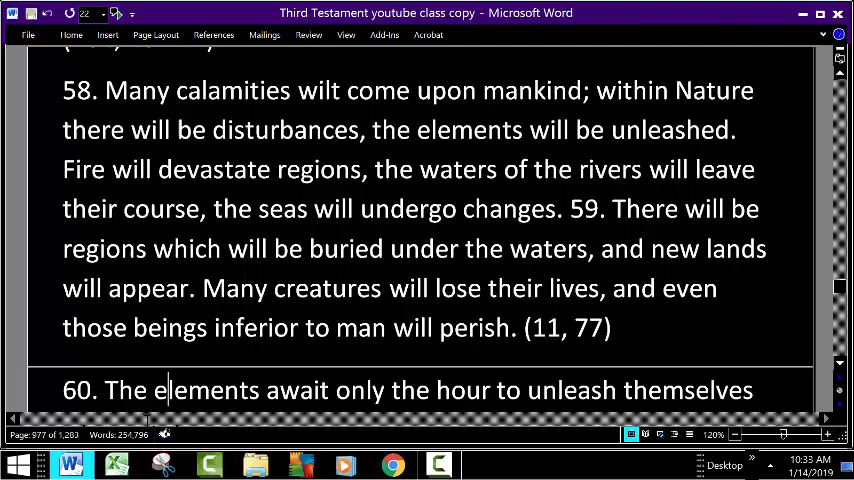 22
Third Testament youtube class copy - Microsoft Word
File Home Insert Page Layout References Mailings Review View Add-Ins Acrobat
58. Many calamities wilt come upon mankind; within Nature
there will be disturbances, the elements will be unleashed.
Fire will devastate regions, the waters of the rivers will leave
their course, the seas will undergo changes. 59. There will be
regions which will be buried under the waters, and new lands
will appear. Many creatures will lose their lives, and even
those beings inferior to man will perish. (11, 77)
60. The elements await only the hour to unleash themselves
Page: 977 of 1,283 Words: 254,796 120%
Desktop 10:33 AM
1/14/2019